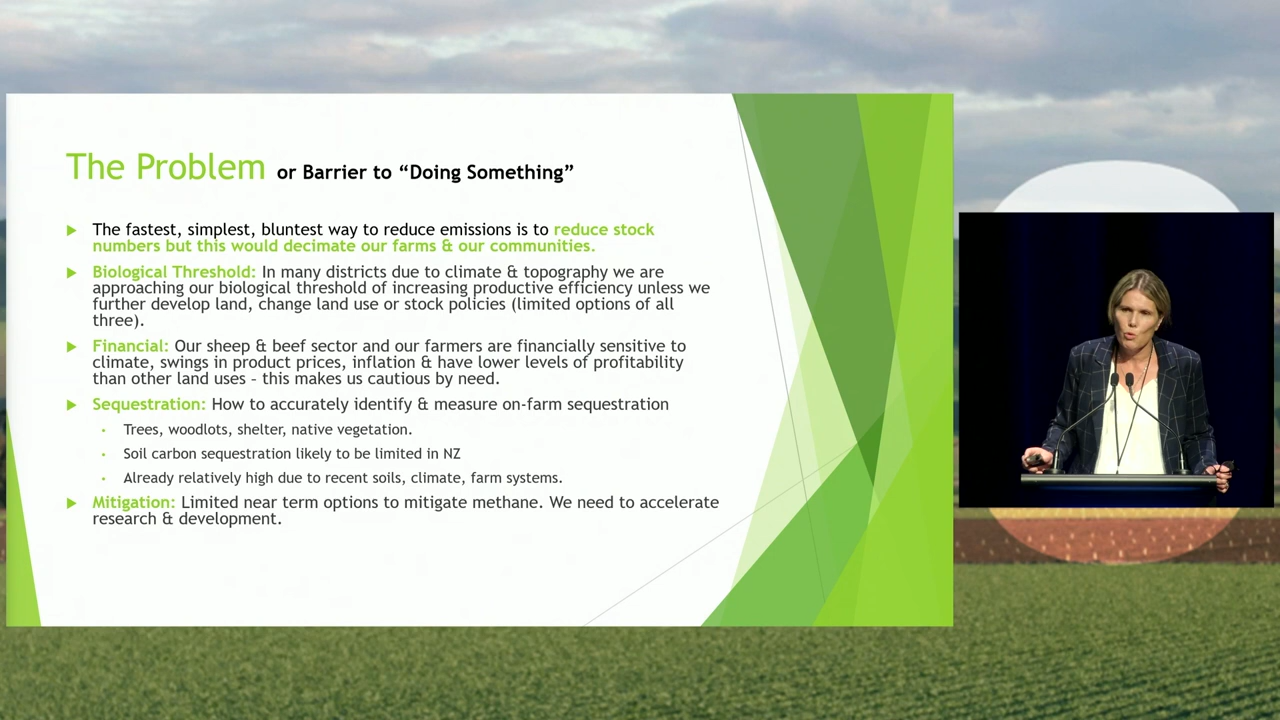 The Problem or Barrier to “Doing Something”
The fastest, simplest, bluntest way to reduce emissions is to reduce stock
numbers but this would decimate our farms & our communities.
Biological Threshold: In many districts due to climate & topography we are
approaching our biological threshold of increasing productive efficiency unless we
further develop land, change land use or stock policies (limited options of all
three).
Financial: Our sheep & beef sector and our farmers are financially sensitive to
climate, swings in product prices, inflation & have lower levels of profitability
than other land uses – this makes us cautious by need.
Sequestration: How to accurately identify & measure on-farm sequestration
Trees, woodlots, shelter, native vegetation.
Soil carbon sequestration likely to be limited in NZ
Already relatively high due to recent soils, climate, farm systems.
Mitigation: Limited near term options to mitigate methane. We need to accelerate
research & development.